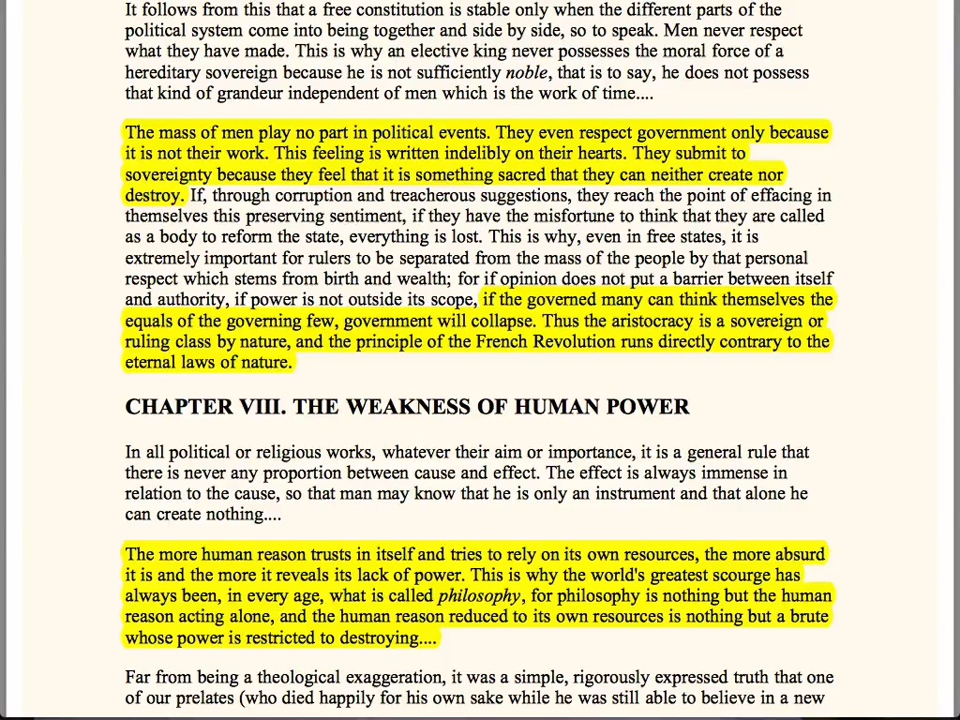 It follows from this that a free constitution is stable only when the different parts of the
political system come into being together and side by side, so to speak. Men never respect
what they have made. This is why an elective king never possesses the moral force of a
hereditary sovereign because he is not sufficiently noble, that is to say, he does not possess
that kind of grandeur independent of men which is the work of time....
The mass of men play no part in political events. They even respect government only because
it is not their work. This feeling is written indelibly on their hearts. They submit to
sovereignty because they feel that it is something sacred that they can neither create nor
destroy. If, through corruption and treacherous suggestions, they reach the point of effacing in
themselves this preserving sentiment, if they have the misfortune to think that they are called
as a body to reform the state, everything is lost. This is why, even in free states, it is
extremely important for rulers to be separated from the mass of the people by that personal
respect which stems from birth and wealth; for if opinion does not put a barrier between itself
and authority, if power is not outside its scope, if the governed many can think themselves the
equals of the governing few, government will collapse. Thus the aristocracy is a sovereign or
ruling class by nature, and the principle of the French Revolution runs directly contrary to the
eternal laws of nature.
CHAPTER VIII. THE WEAKNESS OF HUMAN POWER
In all political or religious works, whatever their aim or importance, it is a general rule that
there is never any proportion between cause and effect. The effect is always immense in
relation to the cause, so that man may know that he is only an instrument and that alone he
can create nothing....
The more human reason trusts in itself and tries to rely on its own resources, the more absurd
it is and the more it reveals its lack of power. This is why the world's greatest scourge has
always been, in every age, what is called philosophy, for philosophy is nothing but the human
reason acting alone, and the human reason reduced to its own resources is nothing but a brute
whose power is restricted to destroying....
Far from being a theological exaggeration, it was a simple, rigorously expressed truth that one
of our prelates (who died happily for his own sake while he was still able to believe in a new